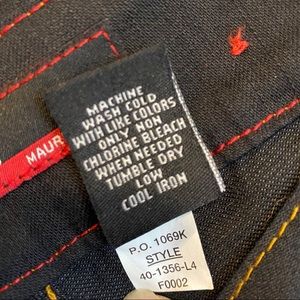 MACHINE
WASH COLD
WITH LIKE COLORS
ONLY NON
CHLORINE BLEACH
WHEN NEEDED
TUMBLE DRY
LOW
COOL IRON
MAUR
P.O. 1069K
STYLE
40-1356-L4
F0002